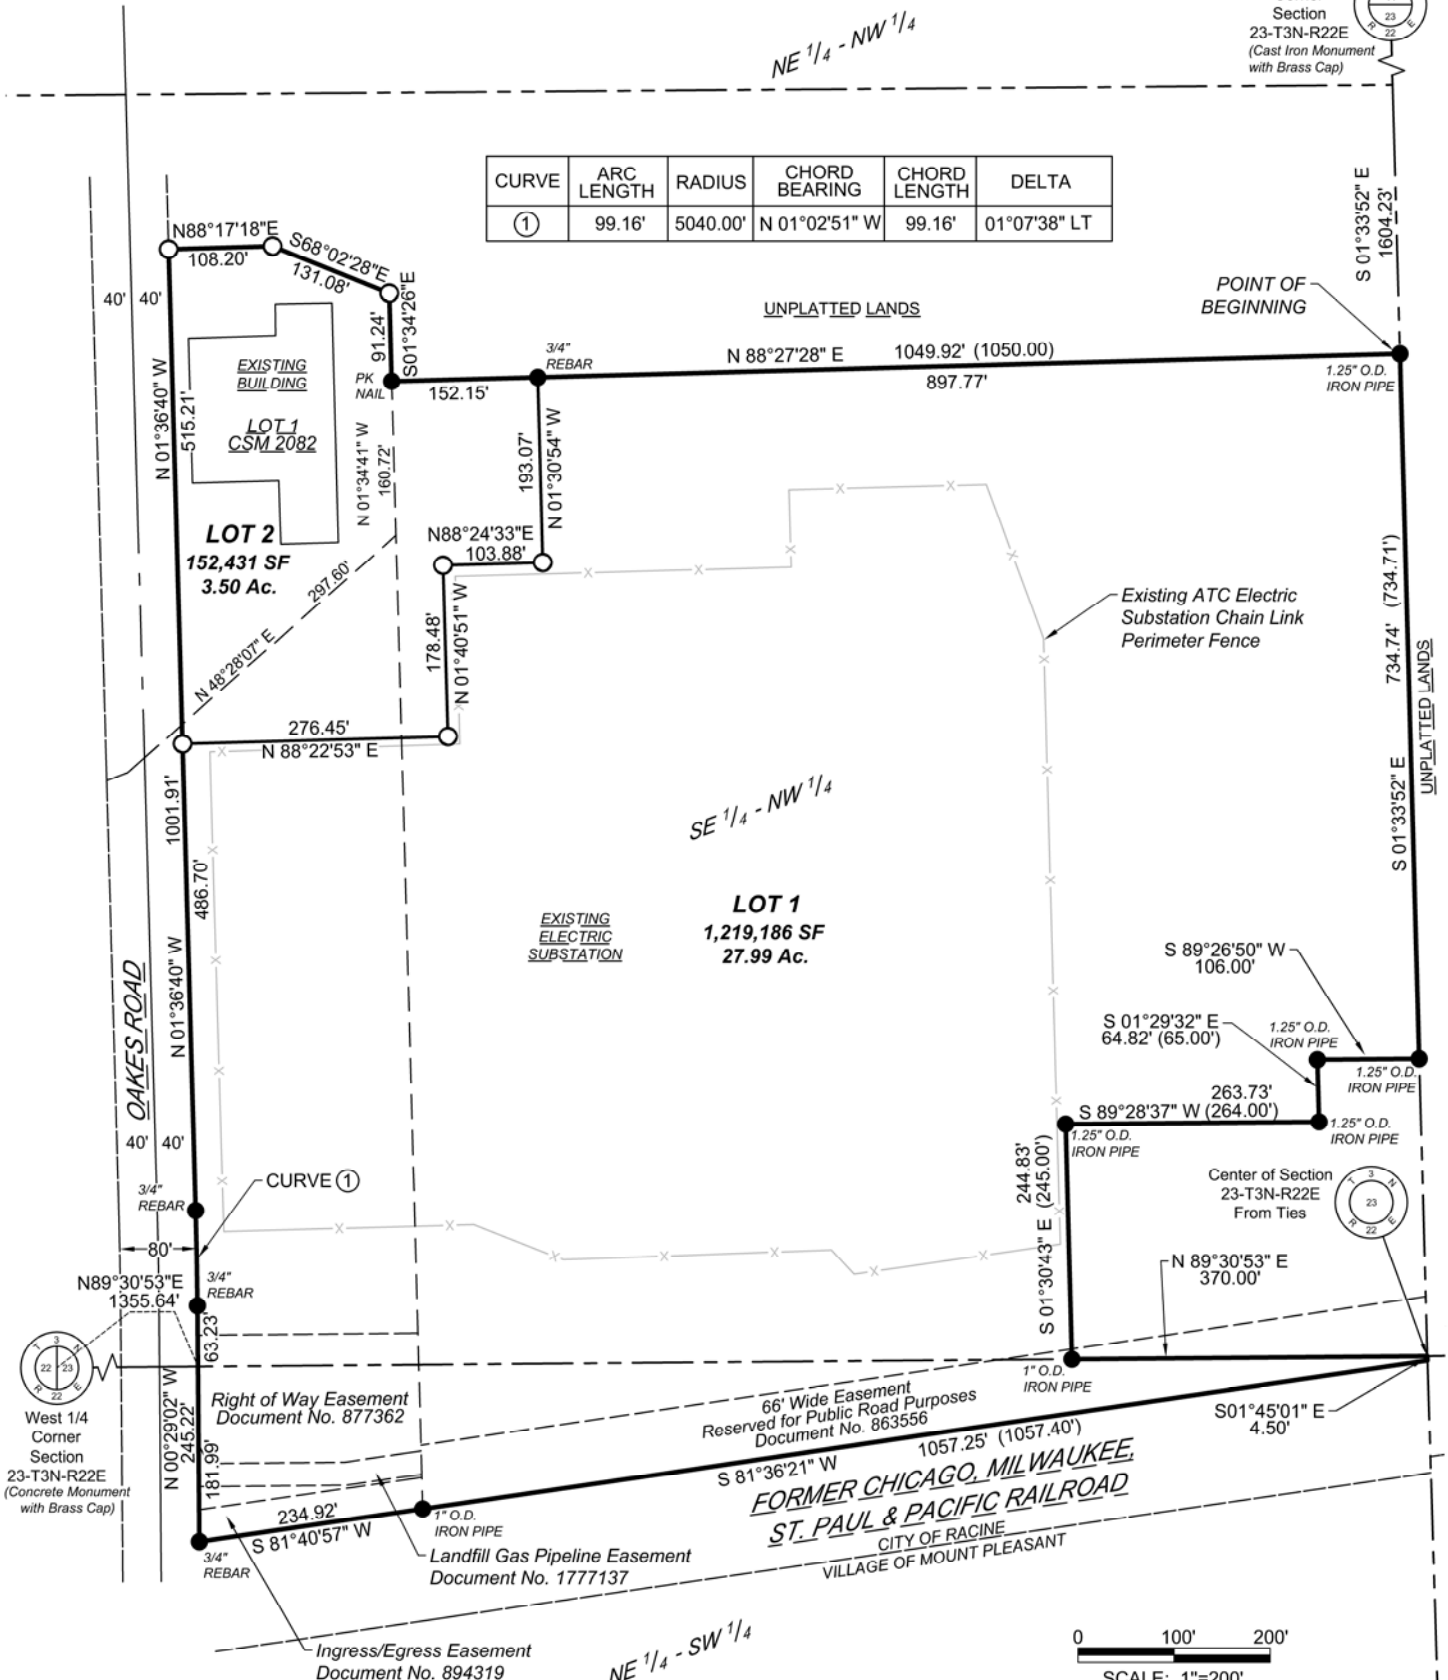 NE 1/4 - NW 1/4
Section
23-T3N-R22E
(Cast Iron Monument
with Brass Cap)
23
R 22 E
CURVE ARC LENGTH RADIUS CHORD BEARING CHORD LENGTH DELTA
1 99.16' 5040.00' N 01°02'51" W 99.16' 01°07'38" LT
S 01°33'52" E
1604.23'
N88°17'18"E
108.20'
S68°02'28"E
131.08'
S01°34'26"E
91.24'
40' 40'
UNPLATTED LANDS
POINT OF
BEGINNING
3/4"
REBAR
N 88°27'28" E 1049.92' (1050.00)
897.77'
1.25" O.D.
IRON PIPE
PK
NAIL
152.15'
EXISTING
BUILDING
LOT 1
CSM 2082
N 01°36'40" W
515.21'
N 01°34'41" W
160.72'
193.07'
N 01°30'54" W
LOT 2
152,431 SF
3.50 Ac.
N88°24'33"E
103.88'
297.60'
N 48°28'07" E
178.48'
N 01°40'51" W
Existing ATC Electric
Substation Chain Link
Perimeter Fence
734.74' (734.71')
S 01°33'52" E
UNPLATTED LANDS
276.45'
N 88°22'53" E
SE 1/4 - NW 1/4
1001.91'
486.70'
N 01°36'40" W
OAKES ROAD
EXISTING
ELECTRIC
SUBSTATION
LOT 1
1,219,186 SF
27.99 Ac.
S 89°26'50" W
106.00'
S 01°29'32" E
64.82' (65.00')
1.25" O.D.
IRON PIPE
1.25" O.D.
IRON PIPE
263.73'
S 89°28'37" W (264.00')
1.25" O.D.
IRON PIPE
1.25" O.D.
IRON PIPE
40' 40'
244.83'
S 01°30'43" E (245.00')
Center of Section
23-T3N-R22E
From Ties
T 3 N
23
R 22 E
CURVE 1
3/4"
REBAR
80'
N89°30'53"E
1355.64'
3/4"
REBAR
63.23'
N 89°30'53" E
370.00'
T 3 N
22 23
R 22 E
West 1/4
Corner
Section
23-T3N-R22E
(Concrete Monument
with Brass Cap)
N 00°29'02" W
245.22'
181.99'
Right of Way Easement
Document No. 877362
1" O.D.
IRON PIPE
66' Wide Easement
Reserved for Public Road Purposes
Document No. 863556
S01°45'01" E
4.50'
1057.25' (1057.40')
S 81°36'21" W
FORMER CHICAGO, MILWAUKEE,
ST. PAUL & PACIFIC RAILROAD
CITY OF RACINE
VILLAGE OF MOUNT PLEASANT
234.92'
S 81°40'57" W
1" O.D.
IRON PIPE
3/4"
REBAR
Landfill Gas Pipeline Easement
Document No. 1777137
Ingress/Egress Easement
Document No. 894319
NE 1/4 - SW 1/4
0 100' 200'
SCALE: 1"=200'